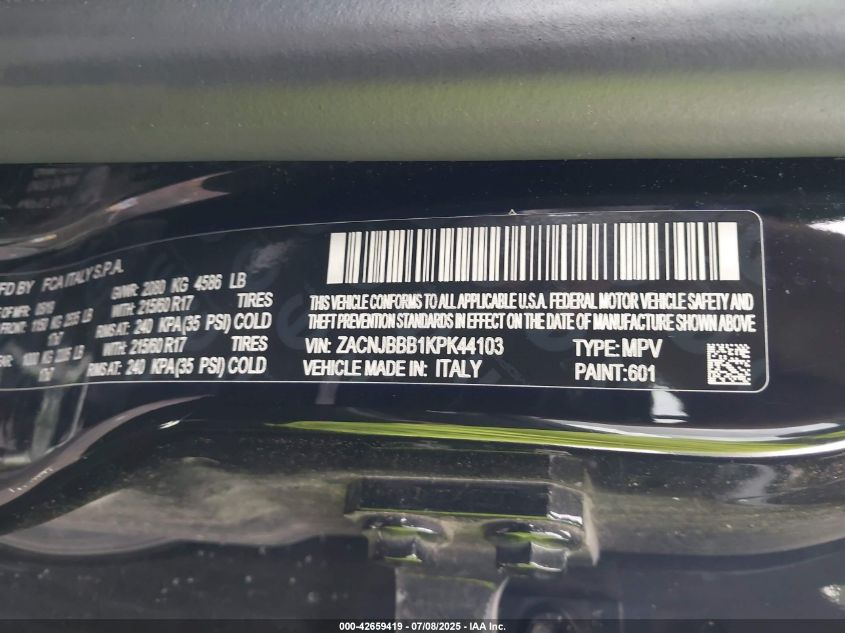 MFD BY FCA ITALY S.P.A.
GVWR: 2080 KG 4586 LB
WITH: 215/60 R17 TIRES
RIMS AT: 240 KPA(35 PSI) COLD
WITH: 215/60 R17 TIRES
RIMS AT: 240 KPA(35 PSI) COLD
THIS VEHICLE CONFORMS TO ALL APPLICABLE U.S.A. FEDERAL MOTOR VEHICLE SAFETY AND
THEFT PREVENTION STANDARDS IN EFFECT ON THE DATE OF MANUFACTURE SHOWN ABOVE
VIN: ZACNJBBB1KPK44103 TYPE: MPV
VEHICLE MADE IN: ITALY PAINT:601
000-42659419 - 07/08/2025 - IAA Inc.